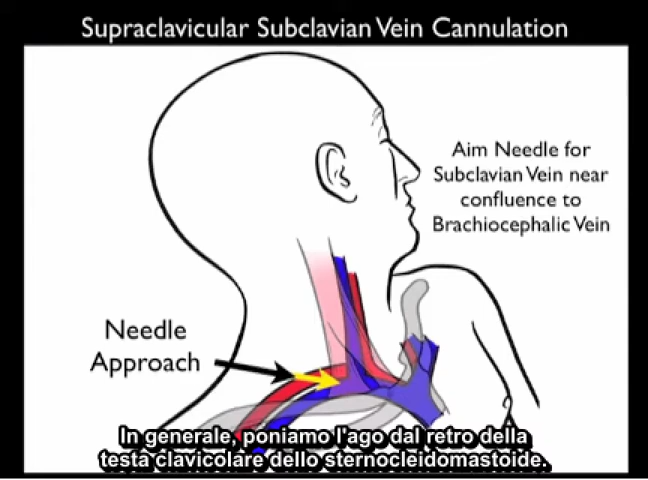 Supraclavicular Subclavian Vein Cannulation
Aim Needle for
Subclavian Vein near
confluence to
Brachiocephalic Vein
Needle
Approach
In generale, poniamo l'ago dal retro della
testa clavicolare dello sternocleidomastoide.